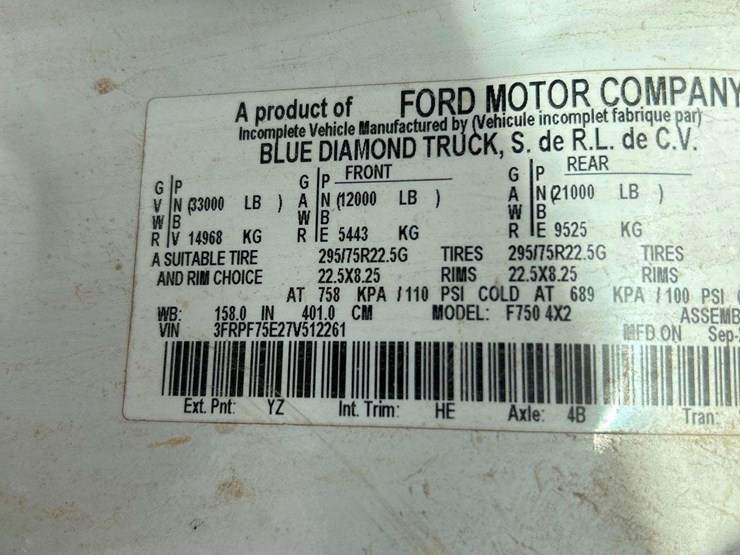 A product of FORD MOTOR COMPANY
Incomplete Vehicle Manufactured by (Vehicule incomplet fabrique par)
BLUE DIAMOND TRUCK, S. de R.L. de C.V.
FRONT REAR
G P G P G P
V N (33000 LB ) A N (12000 LB ) A N (21000 LB )
W B W B W B
R V 14968 KG R E 5443 KG R E 9525 KG
A SUITABLE TIRE 295/75R22.5G TIRES 295/75R22.5G TIRES
AND RIM CHOICE 22.5X8.25 RIMS 22.5X8.25 RIMS
AT 758 KPA / 110 PSI COLD AT 689 KPA / 100 PSI
WB: 158.0 IN 401.0 CM MODEL: F750 4X2 ASSEMB
VIN 3FRPF75E27V512261 MFD.ON Sep-
Ext. Pnt: YZ Int. Trim: HE Axle: 4B Tran: